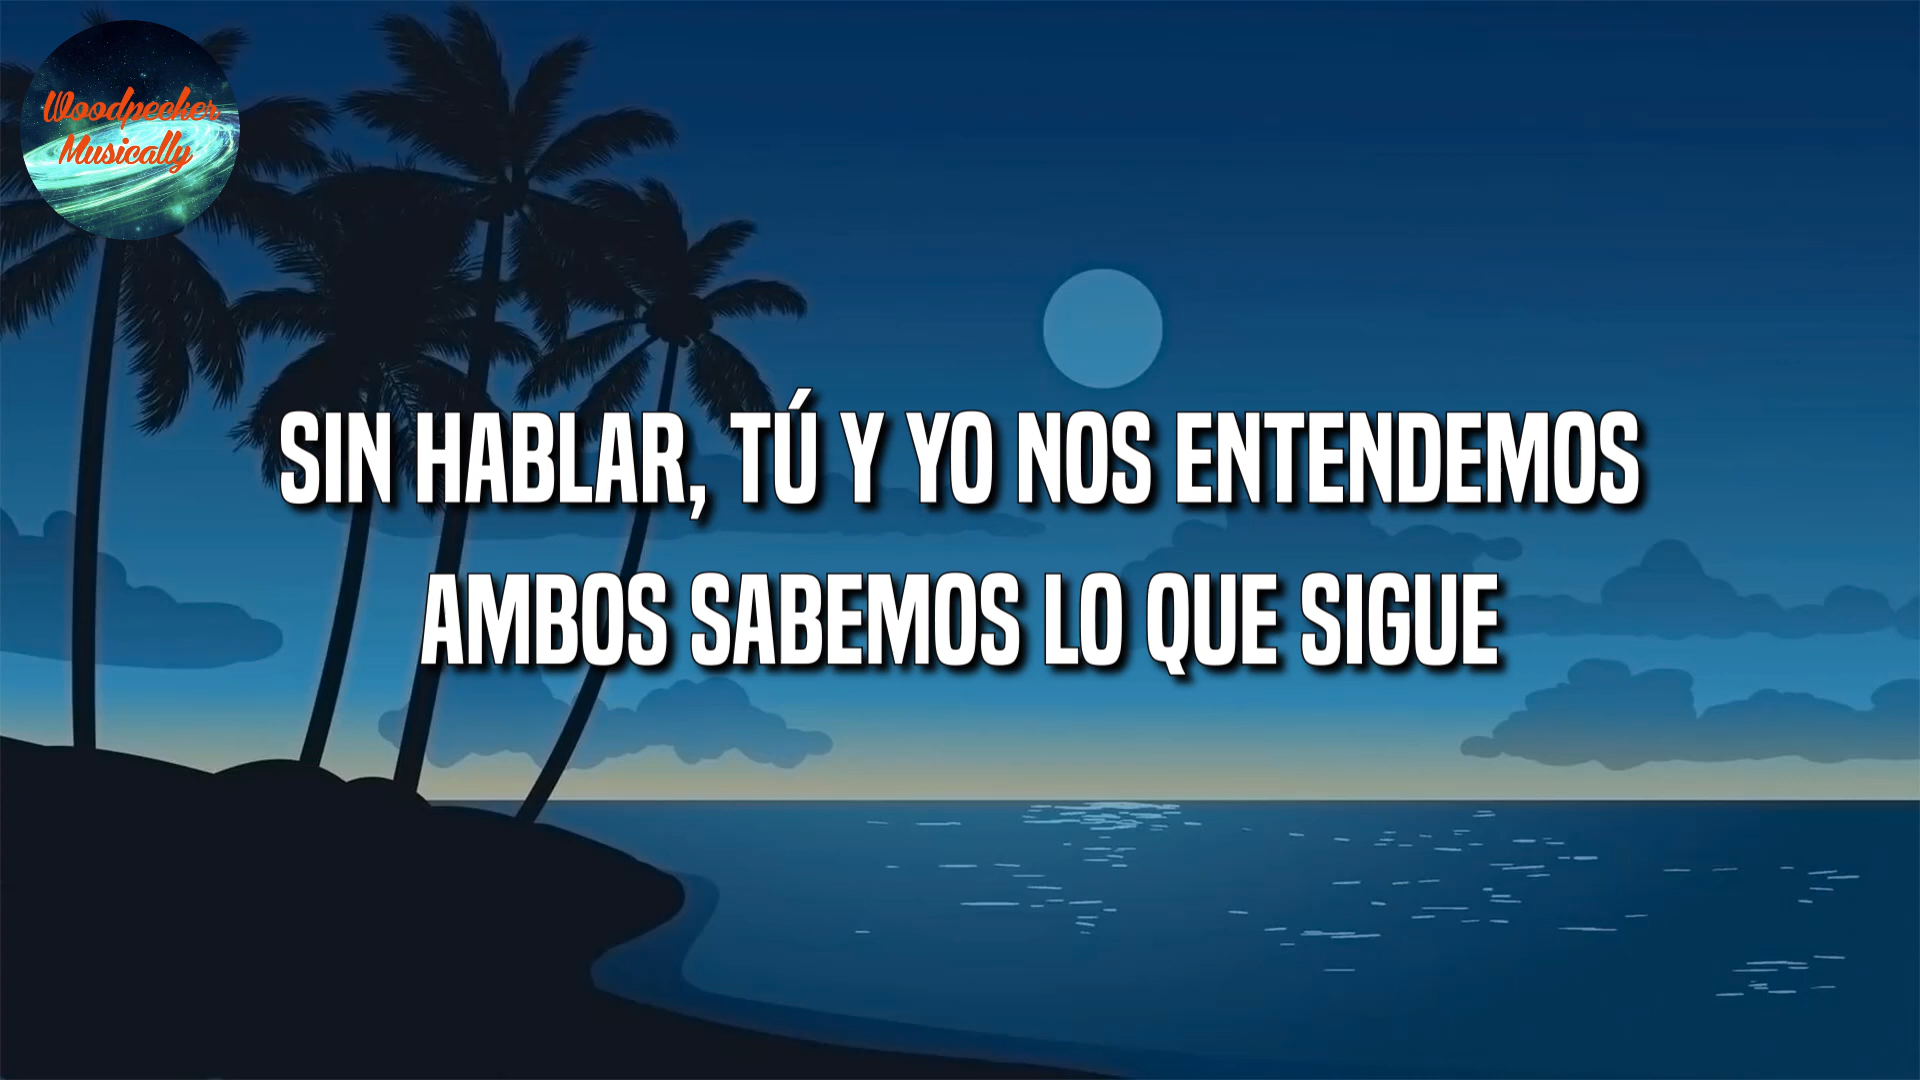 Woodpecker
Musically
SIN HABLAR, TÚ Y YO NOS ENTENDEMOS
AMBOS SABEMOS LO QUE SIGUE